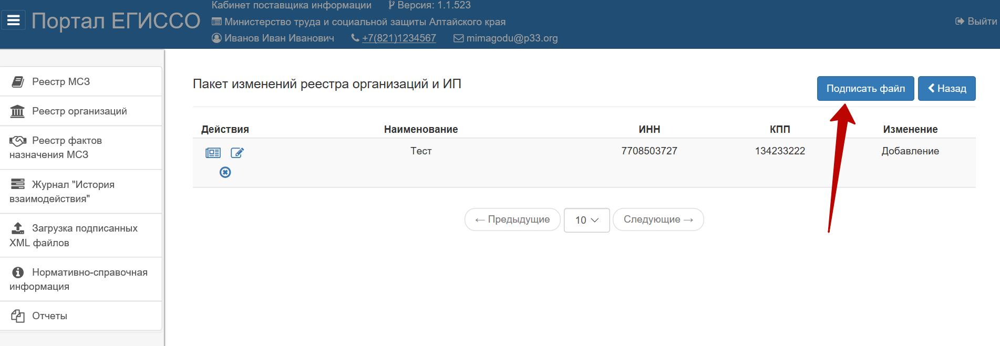 Портал ЕГИССО
Кабинет поставщика информации Версия: 1.1.523
Министерство труда и социальной защиты Алтайского края
Иванов Иван Иванович +7(821)1234567 mimagodu@p33.org
Выйти
Реестр МСЗ
Реестр организаций
Реестр фактов
назначения МСЗ
Журнал "История
взаимодействия"
Загрузка подписанных
XML файлов
Нормативно-справочная
информация
Отчеты
Пакет изменений реестра организаций и ИП
Подписать файл
Назад
Действия Наименование ИНН КПП Изменение
Тест 7708503727 134233222 Добавление
← Предыдущие 10 Следующие →